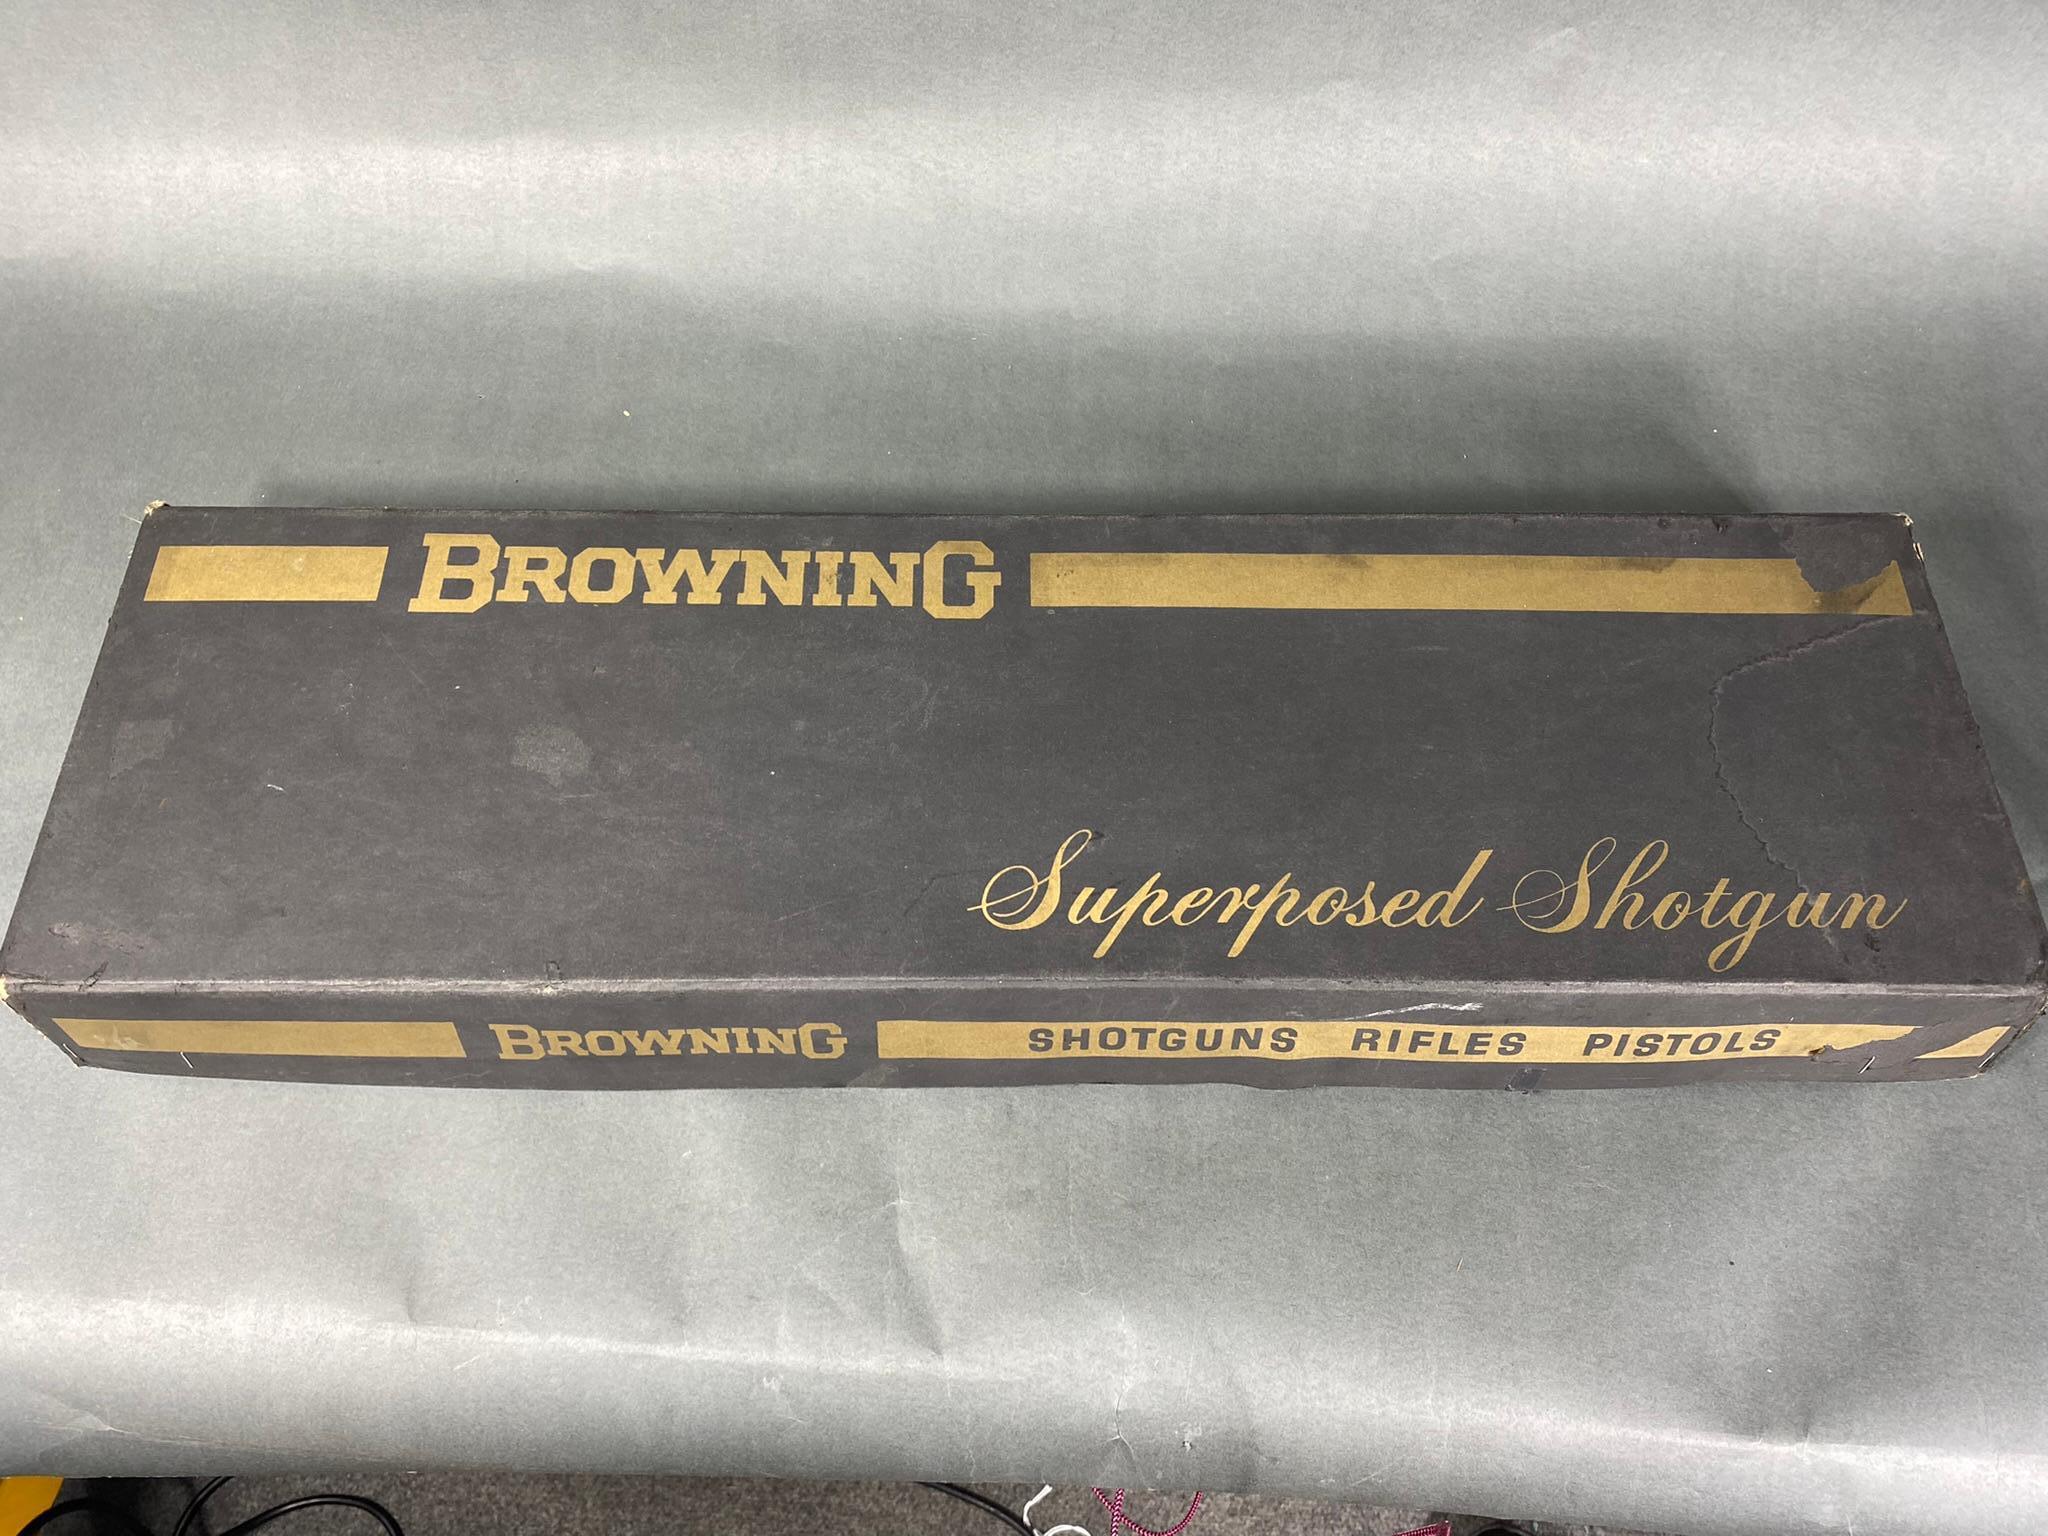 BROWNING
Superposed Shotgun
BROWNING SHOTGUNS RIFLES PISTOLS